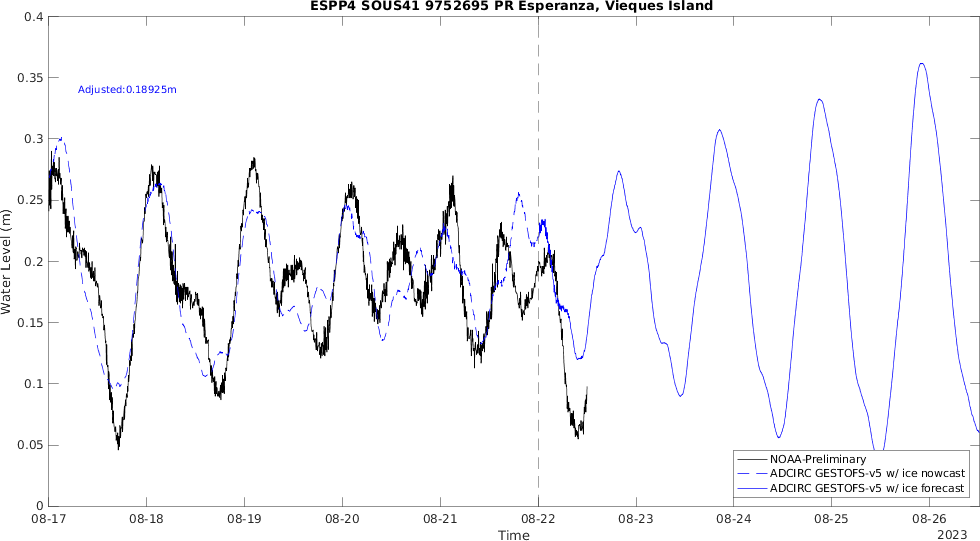 ESPP4 SOUS41 9752695 PR Esperanza, Vieques Island
0.4
0.35
Adjusted:0.18925m
0.3
0.25
0.2
0.15
0.1
0.05
0
Water Level (m)
NOAA-Preliminary
ADCIRC GESTOFS-v5 w/ ice nowcast
ADCIRC GESTOFS-v5 w/ ice forecast
08-17 08-18 08-19 08-20 08-21 08-22 08-23 08-24 08-25 08-26
Time
2023